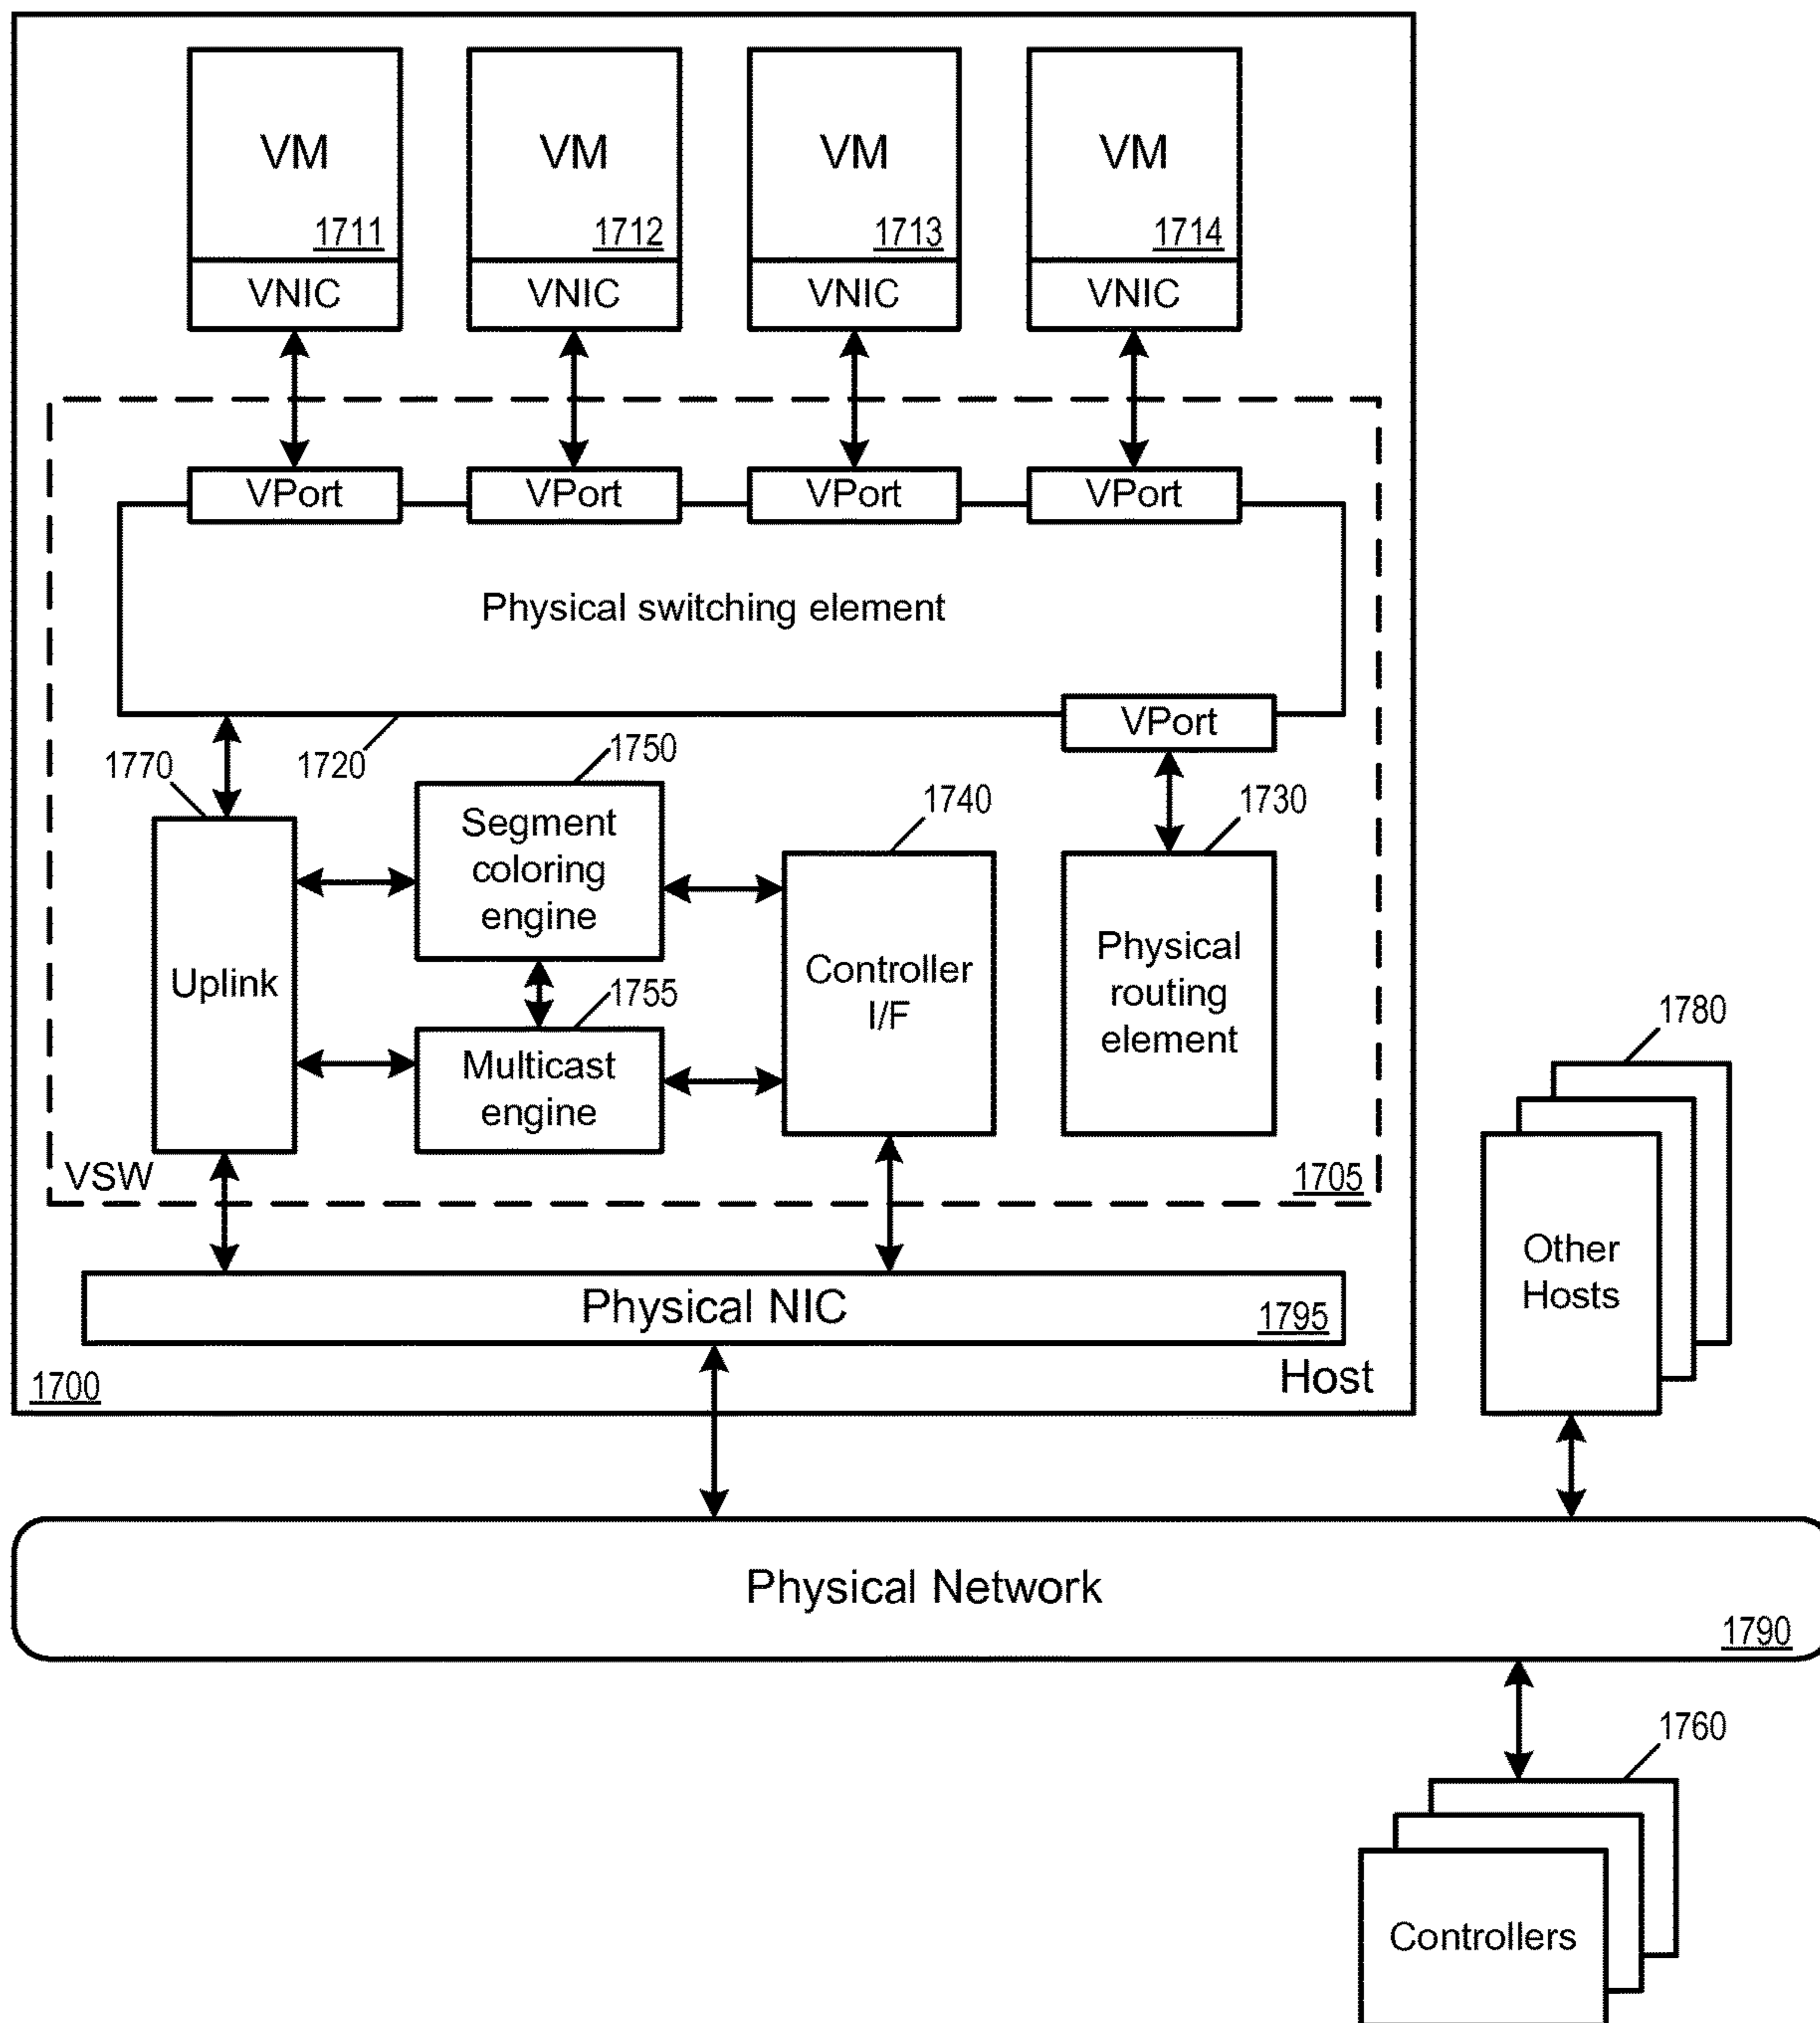 VM
1711
VNIC
VM
1712
VNIC
VM
1713
VNIC
VM
1714
VNIC
VPort
VPort
VPort
VPort
Physical switching element
VPort
1770
1720
1750
1740
1730
Segment
coloring
engine
Uplink
1755
Multicast
engine
Controller
I/F
Physical
routing
element
VSW
1705
Physical NIC
1795
1700
Host
1780
Other
Hosts
Physical Network
1790
1760
Controllers